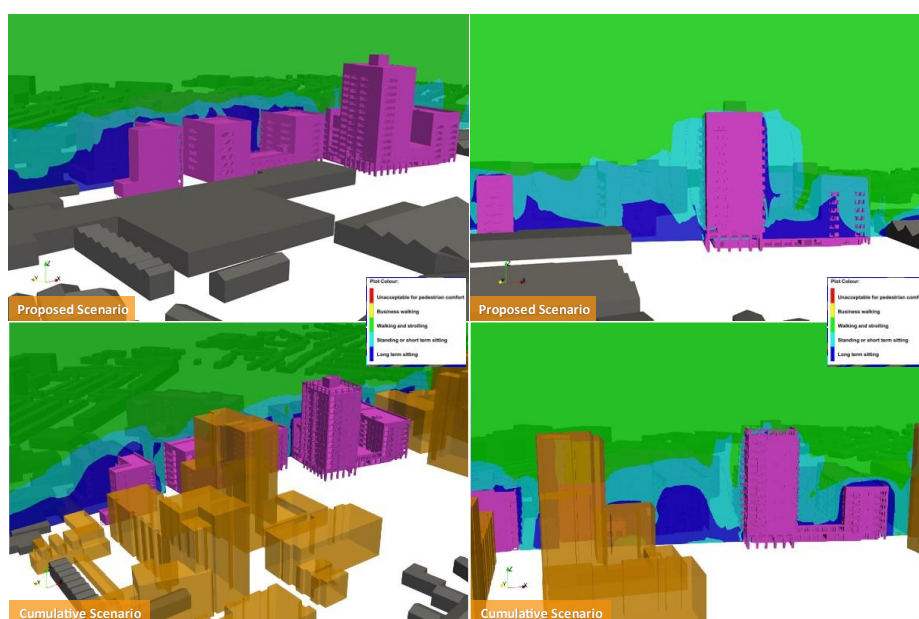 Proposed Scenario
Plot Colour:
Unacceptable for pedestrian comfort
Business walking
Walking and strolling
Standing or short term sitting
Long term sitting
Proposed Scenario
Plot Colour:
Unacceptable for pedestrian comfort
Business walking
Walking and strolling
Standing or short term sitting
Long term sitting
Cumulative Scenario
Cumulative Scenario